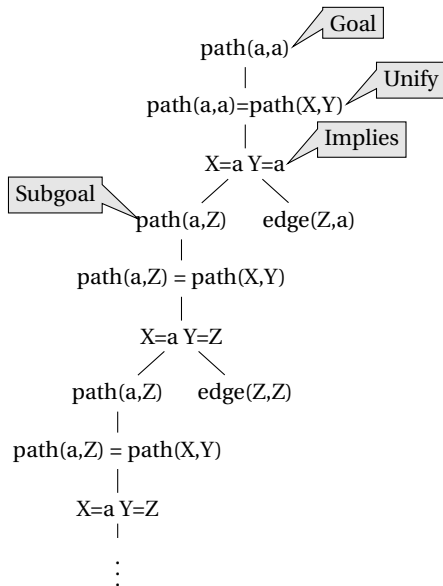 Goal
path(a,a)
path(a,a)=path(X,Y)
Unify
X=a Y=a
Implies
Subgoal
path(a,Z) edge(Z,a)
path(a,Z) = path(X,Y)
X=a Y=Z
path(a,Z) edge(Z,Z)
path(a,Z) = path(X,Y)
X=a Y=Z
⋮